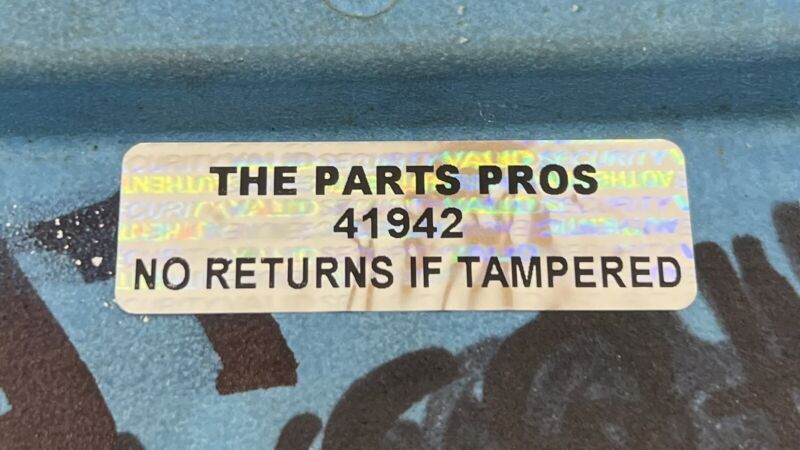 THE PARTS PROS
41942
NO RETURNS IF TAMPERED